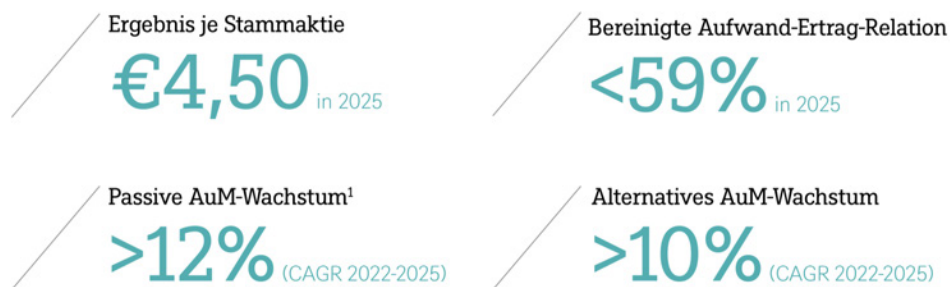 Ergebnis je Stammaktie
€4,50 in 2025
Bereinigte Aufwand-Ertrag-Relation
<59% in 2025
Passive AuM-Wachstum¹
>12% (CAGR 2022-2025)
Alternatives AuM-Wachstum
>10% (CAGR 2022-2025)